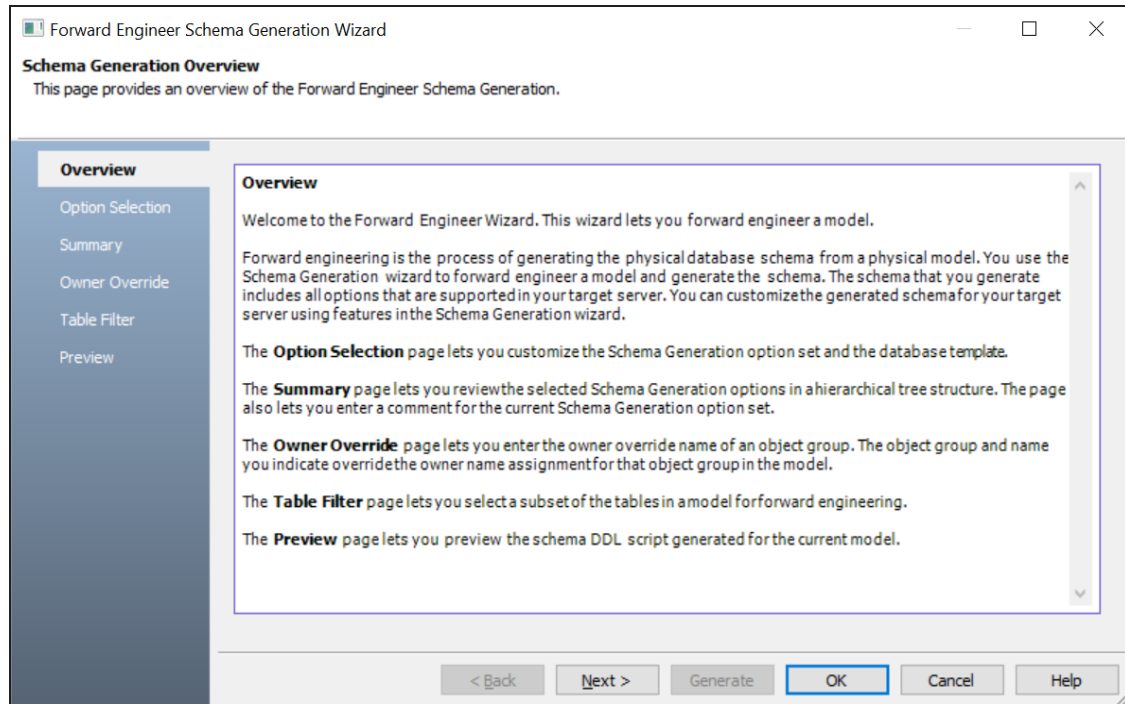 Forward Engineer Schema Generation Wizard
Schema Generation Overview
This page provides an overview of the Forward Engineer Schema Generation.
Overview
Option Selection
Summary
Owner Override
Table Filter
Preview
Overview
Welcome to the Forward Engineer Wizard. This wizard lets you forward engineer a model.
Forward engineering is the process of generating the physical database schema from a physical model. You use the
Schema Generation wizard to forward engineer a model and generate the schema. The schema that you generate
includes all options that are supported in your target server. You can customize the generated schema for your target
server using features in the Schema Generation wizard.
The Option Selection page lets you customize the Schema Generation option set and the database template.
The Summary page lets you review the selected Schema Generation options in a hierarchical tree structure. The page
also lets you enter a comment for the current Schema Generation option set.
The Owner Override page lets you enter the owner override name of an object group. The object group and name
you indicate override the owner name assignment for that object group in the model.
The Table Filter page lets you select a subset of the tables in a model for forward engineering.
The Preview page lets you preview the schema DDL script generated for the current model.
< Back
Next >
Generate
OK
Cancel
Help